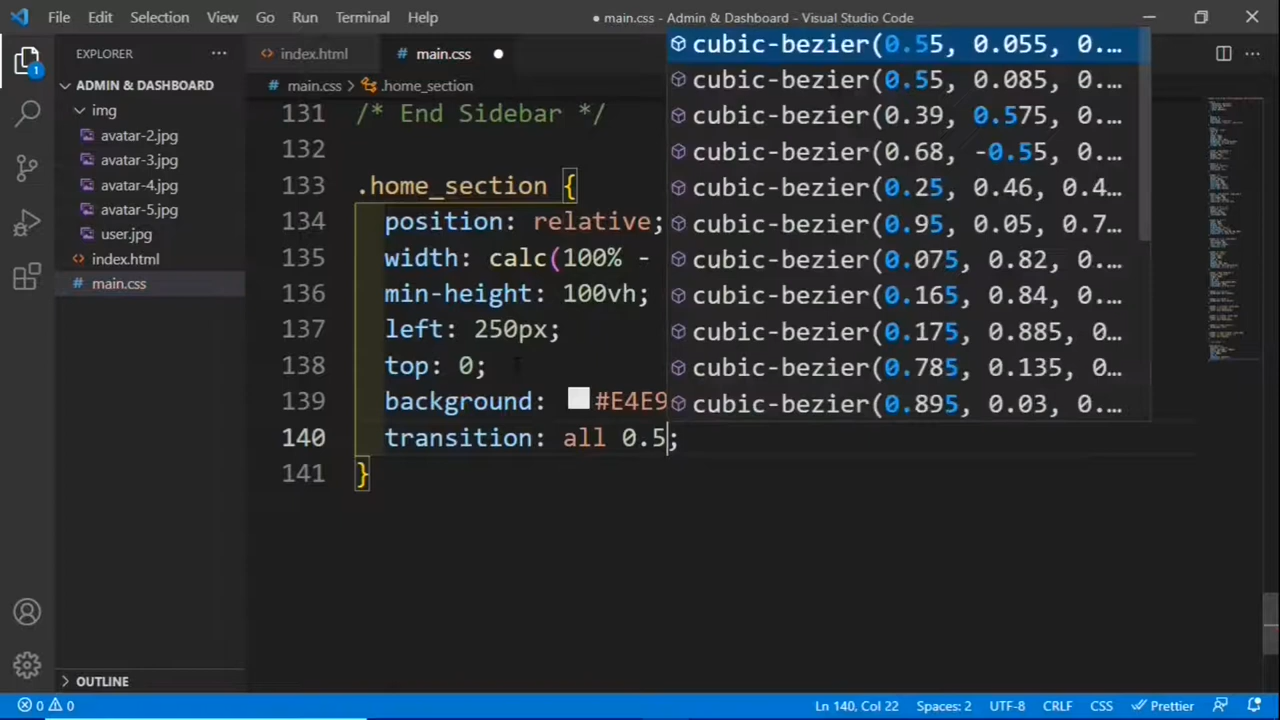 File Edit Selection View Go Run Terminal Help
● main.css - Admin & Dashboard - Visual Studio Code
EXPLORER
1
ADMIN & DASHBOARD
img
avatar-2.jpg
avatar-3.jpg
avatar-4.jpg
avatar-5.jpg
user.jpg
index.html
# main.css
OUTLINE
index.html
# main.css
# main.css > .home_section
131 /* End Sidebar */
132
133 .home_section {
134 position: relative;
135 width: calc(100% -
136 min-height: 100vh;
137 left: 250px;
138 top: 0;
139 background: #E4E9
140 transition: all 0.5;
141 }
cubic-bezier(0.55, 0.055, 0.…
cubic-bezier(0.55, 0.085, 0.…
cubic-bezier(0.39, 0.575, 0.…
cubic-bezier(0.68, -0.55, 0.…
cubic-bezier(0.25, 0.46, 0.4…
cubic-bezier(0.95, 0.05, 0.7…
cubic-bezier(0.075, 0.82, 0.…
cubic-bezier(0.165, 0.84, 0.…
cubic-bezier(0.175, 0.885, 0…
cubic-bezier(0.785, 0.135, 0…
cubic-bezier(0.895, 0.03, 0.…
0 0
Ln 140, Col 22 Spaces: 2 UTF-8 CRLF CSS Prettier